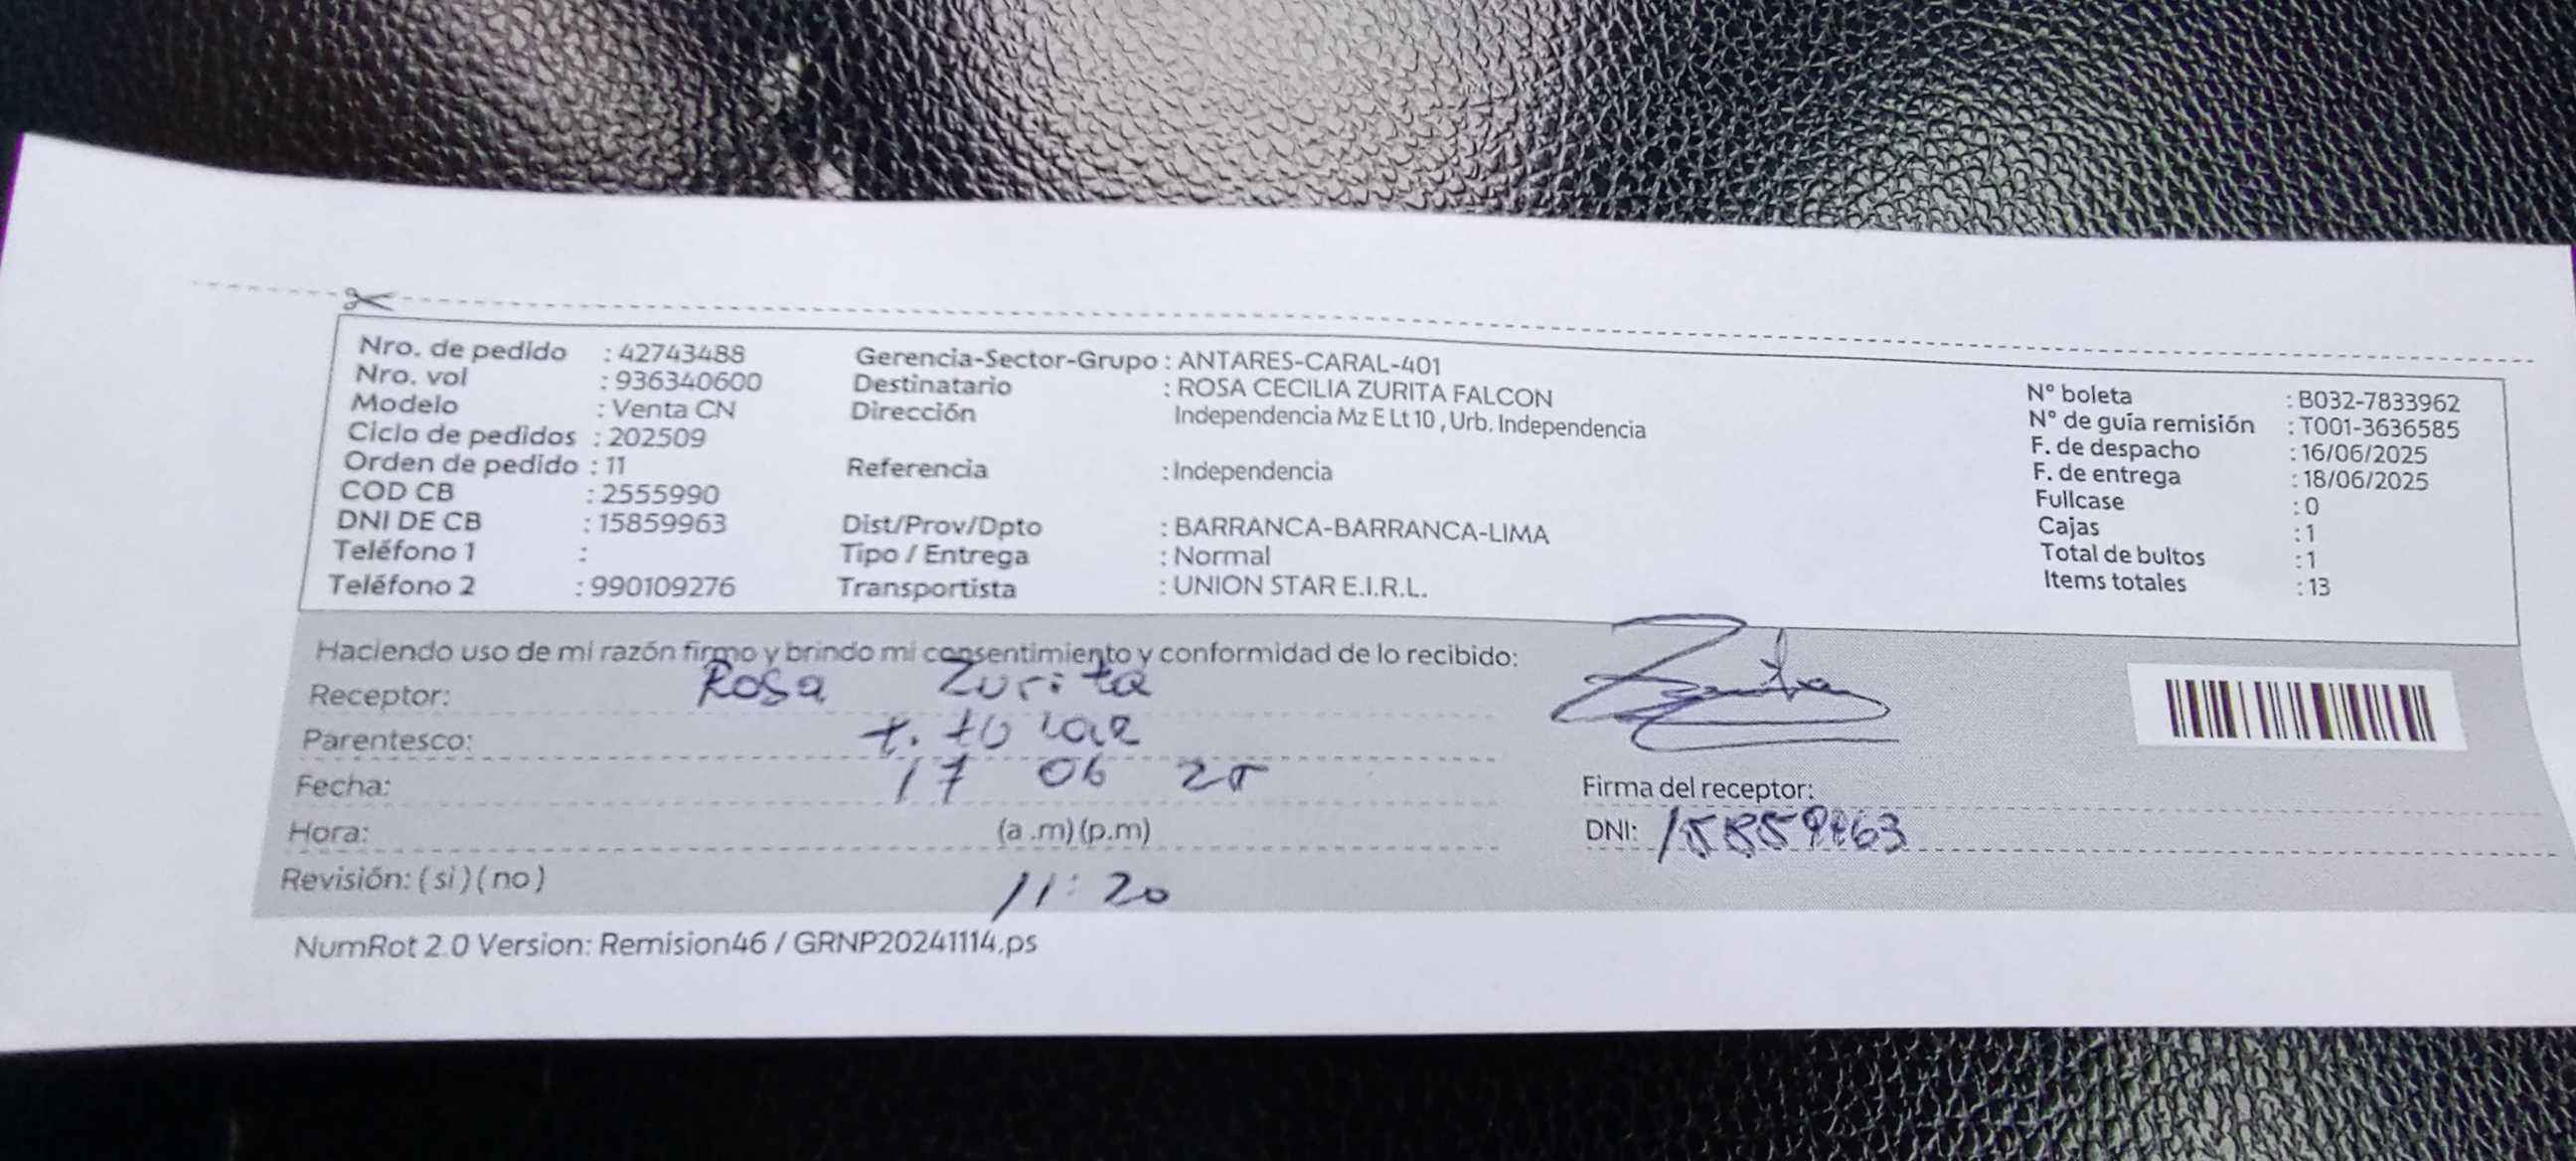 Nro. de pedido : 42743488
Nro. vol : 936340600
Modelo : Venta CN
Ciclo de pedidos : 202509
Orden de pedido : 11
COD CB : 2555990
DNI DE CB : 15859963
Teléfono 1 :
Teléfono 2 : 990109276
Gerencia-Sector-Grupo : ANTARES-CARAL-401
Destinatario : ROSA CECILIA ZURITA FALCON
Dirección Independencia Mz E Lt 10 , Urb. Independencia
Referencia : Independencia
Dist/Prov/Dpto : BARRANCA-BARRANCA-LIMA
Tipo / Entrega : Normal
Transportista : UNION STAR E.I.R.L.
N° boleta : B032-7833962
N° de guía remisión : T001-3636585
F. de despacho : 16/06/2025
F. de entrega : 18/06/2025
Fullcase : 0
Cajas : 1
Total de bultos : 1
Items totales : 13
Haciendo uso de mi razón firmo y brindo mi consentimiento y conformidad de lo recibido:
Receptor: Rosa Zurita
Parentesco: titular
Fecha: 17 06 25
Hora: (a .m) (p.m)
Revisión: ( si ) ( no ) 11:20
Zurita
Firma del receptor:
DNI: 15859963
NumRot 2.0 Version: Remision46 / GRNP20241114.ps